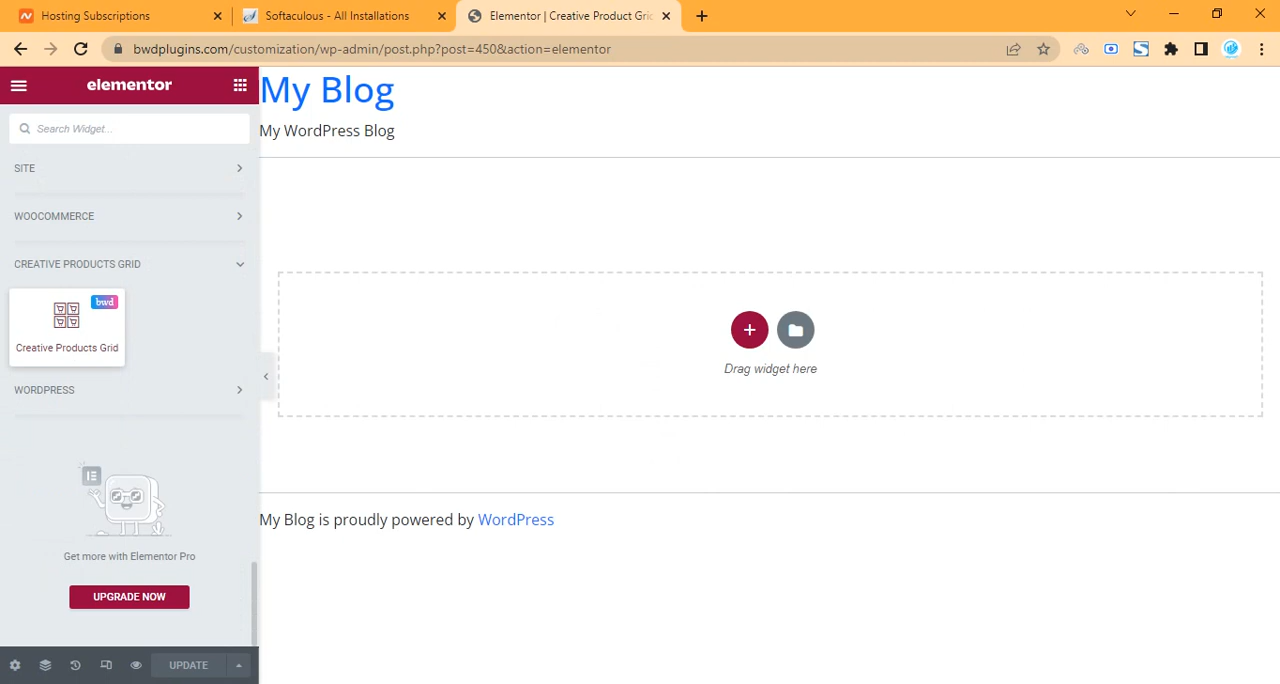 Hosting Subscriptions
Softaculous - All Installations
Elementor | Creative Product Gric
bwdplugins.com/customization/wp-admin/post.php?post=450&action=elementor
elementor
Search Widget...
SITE
WOOCOMMERCE
CREATIVE PRODUCTS GRID
bwd
Creative Products Grid
WORDPRESS
Get more with Elementor Pro
UPGRADE NOW
UPDATE
My Blog
My WordPress Blog
Drag widget here
My Blog is proudly powered by WordPress